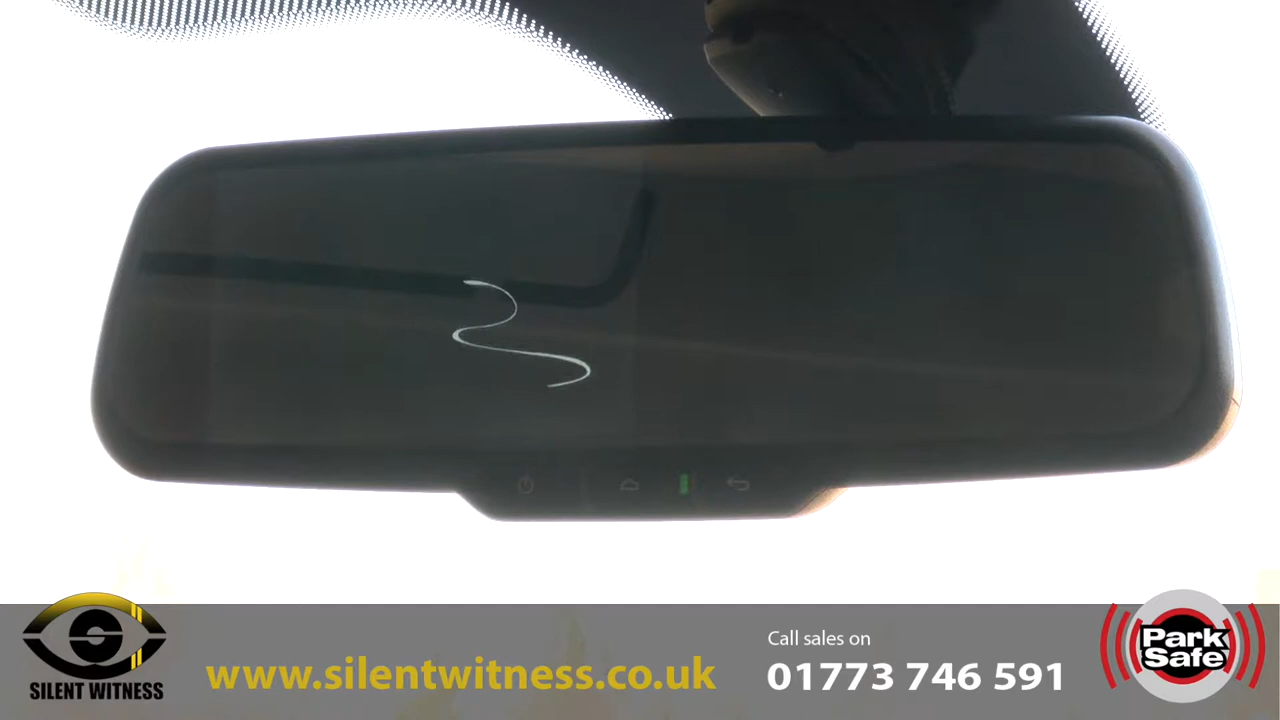 SILENT WITNESS
www.silentwitness.co.uk
Call sales on
01773 746 591
Park
Safe